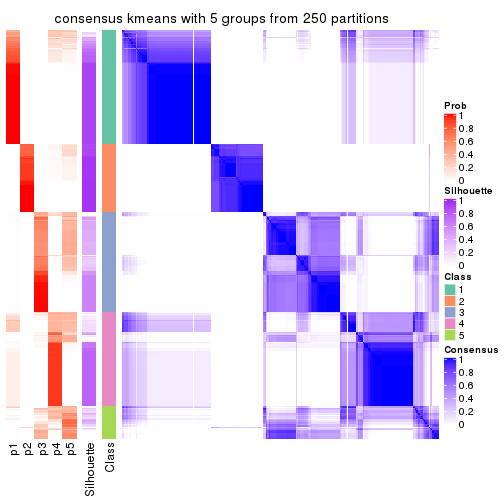 consensus kmeans with 5 groups from 250 partitions
Prob
1
0.8
0.6
0.4
0.2
0
Silhouette
1
0.8
0.6
0.4
0.2
0
Class
1
2
3
4
5
Consensus
1
0.8
0.6
0.4
0.2
0
p1
p2
p3
p4
p5
Silhouette
Class